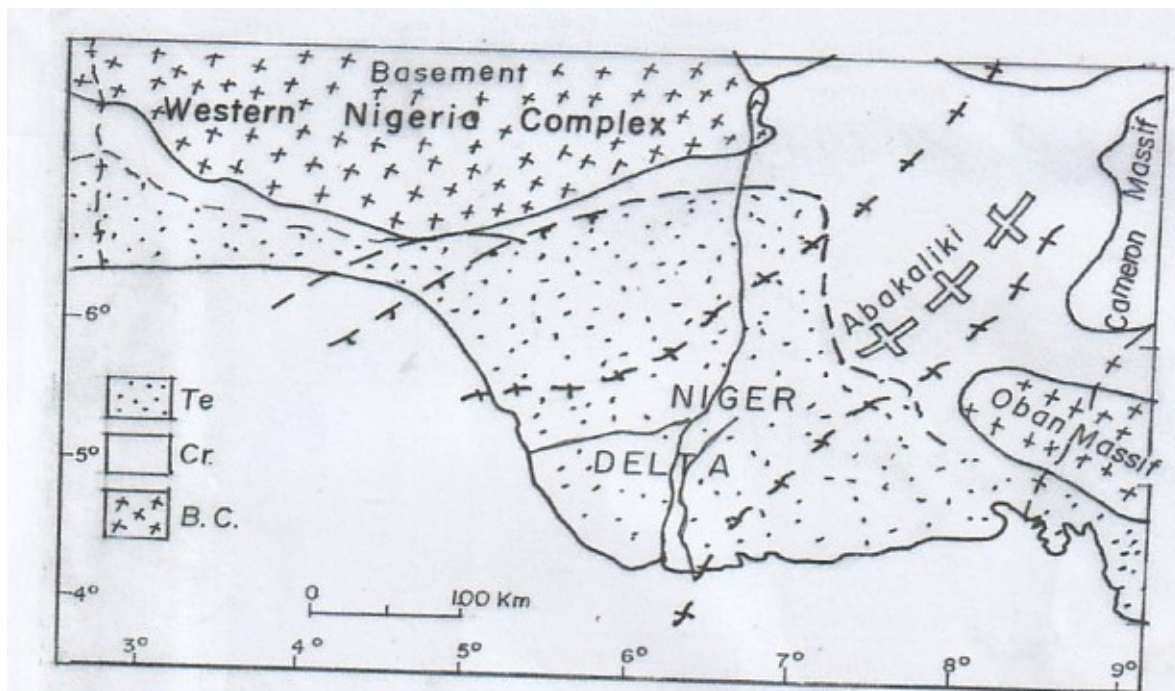 Basement
Western Nigeria Complex
Cameron Massif
Abakaliki
6°
Te
NIGER
Oban Massif
Cr.
5°
DELTA
B.C.
4°
0 100 Km
3° 4° 5° 6° 7° 8° 9°